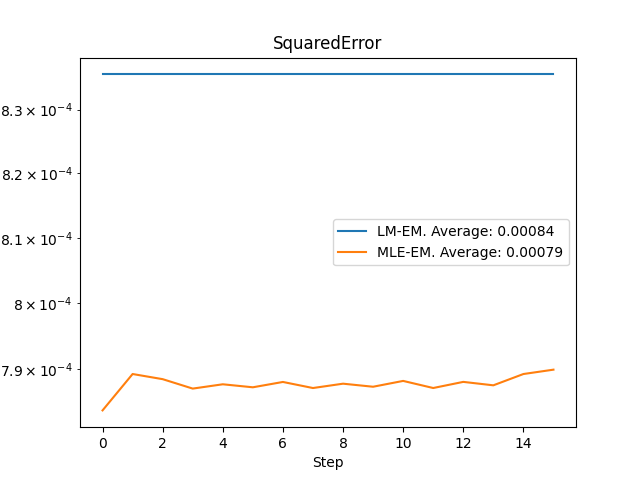 SquaredError
8.3 × 10⁻⁴
8.2 × 10⁻⁴
8.1 × 10⁻⁴
8 × 10⁻⁴
7.9 × 10⁻⁴
LM-EM. Average: 0.00084
MLE-EM. Average: 0.00079
0 2 4 6 8 10 12 14
Step